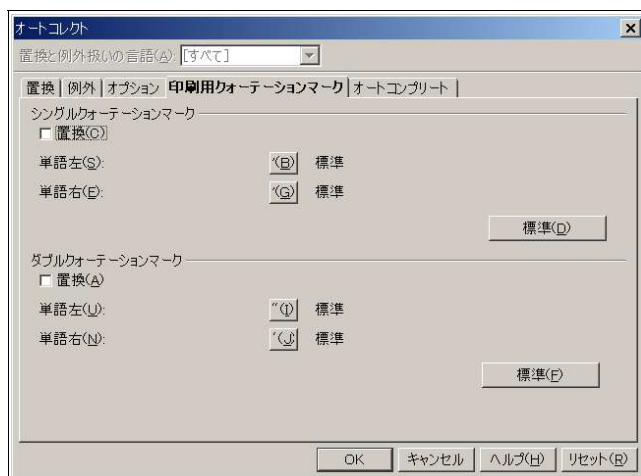 オートコレクト
置換と例外扱いの言語(A): [すべて]
置換 例外 オプション 印刷用クォーテーションマーク オートコンプリート
シングルクォーテーションマーク
置換(C)
単語左(S): ‘(B) 標準
単語右(E): ’(G) 標準
標準(D)
ダブルクォーテーションマーク
置換(A)
単語左(U): “(I) 標準
単語右(N): ”(J) 標準
標準(F)
OK キャンセル ヘルプ(H) リセット(R)